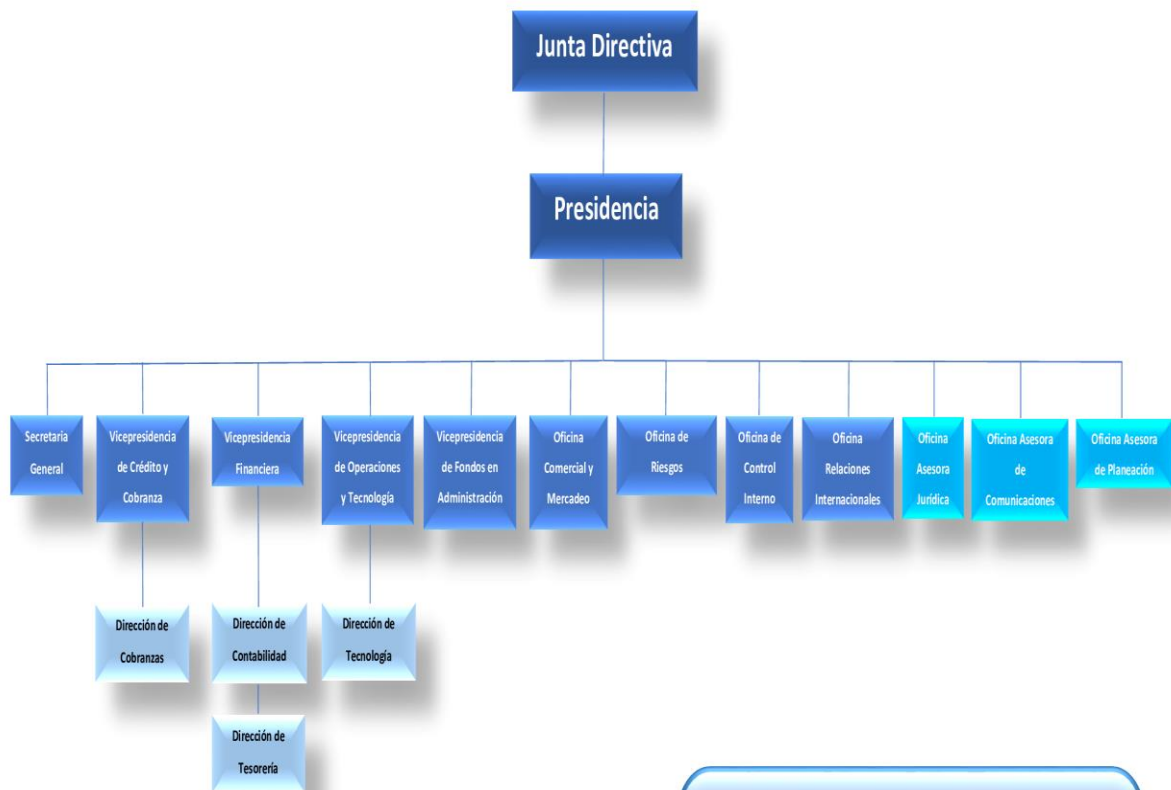 Junta Directiva
Presidencia
Secretaria
General
Vicepresidencia
de Crédito y
Cobranza
Vicepresidencia
Financiera
Vicepresidencia
de Operaciones
y Tecnología
Vicepresidencia
de Fondos en
Administración
Oficina
Comercial y
Mercadeo
Oficina de
Riesgos
Oficina de
Control
Interno
Oficina
Relaciones
Internacionales
Oficina
Asesora
Jurídica
Oficina Asesora
de
Comunicaciones
Oficina Asesora
de Planeación
Dirección de
Cobranzas
Dirección de
Contabilidad
Dirección de
Tecnología
Dirección de
Tesorería